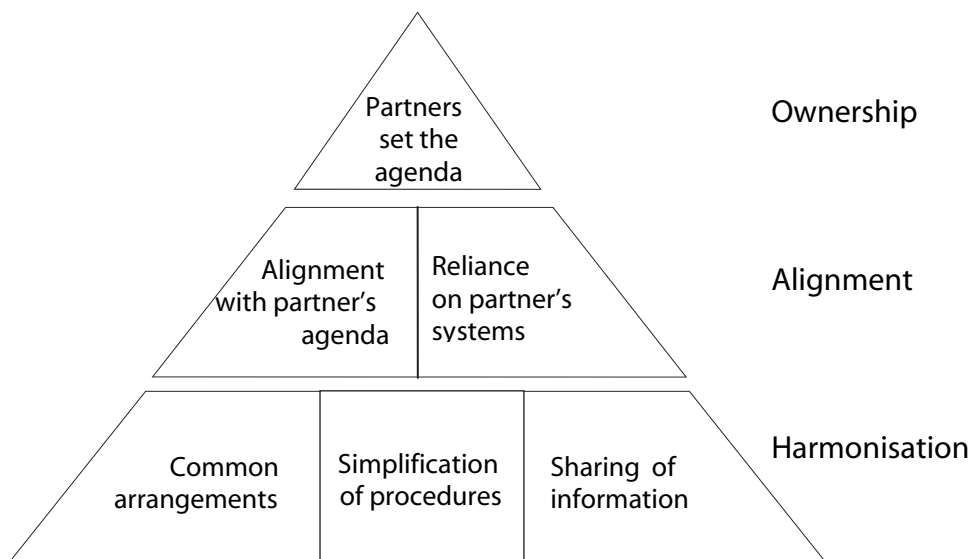 Partners
set the
agenda
Ownership
Alignment
with partner's
agenda
Reliance
on partner's
systems
Alignment
Common
arrangements
Simplification
of procedures
Sharing of
information
Harmonisation